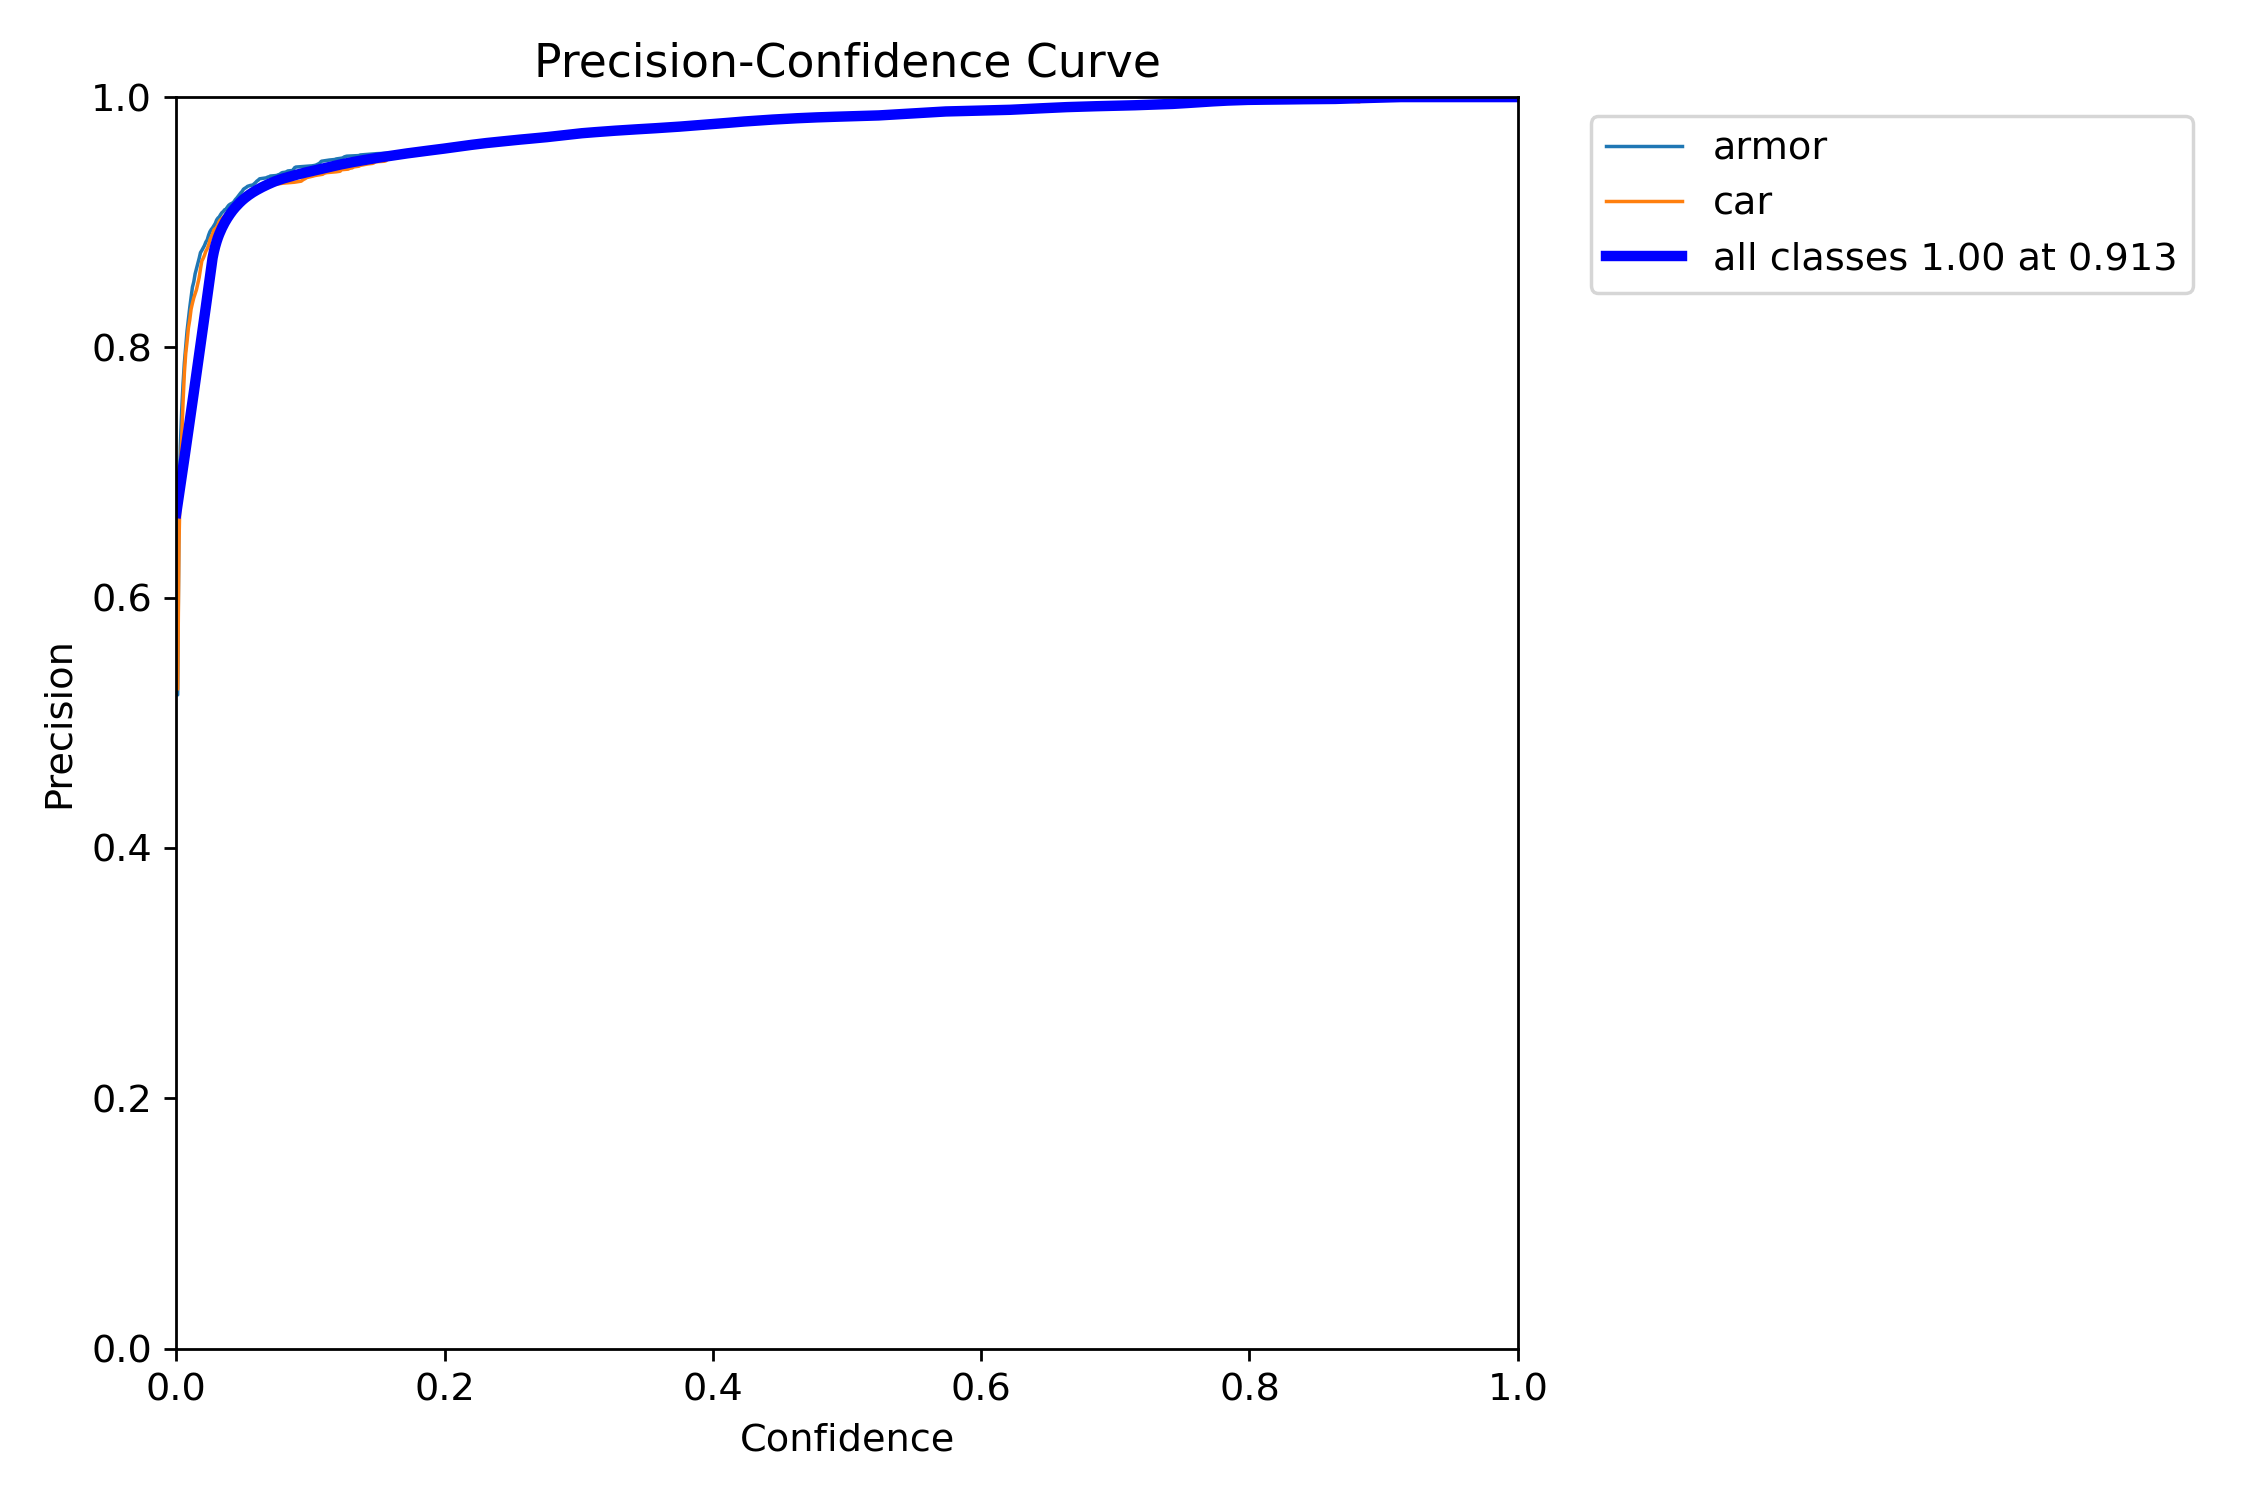 Precision-Confidence Curve
1.0
0.8
0.6
0.4
0.2
0.0
Precision
0.0 0.2 0.4 0.6 0.8 1.0
Confidence
armor
car
all classes 1.00 at 0.913